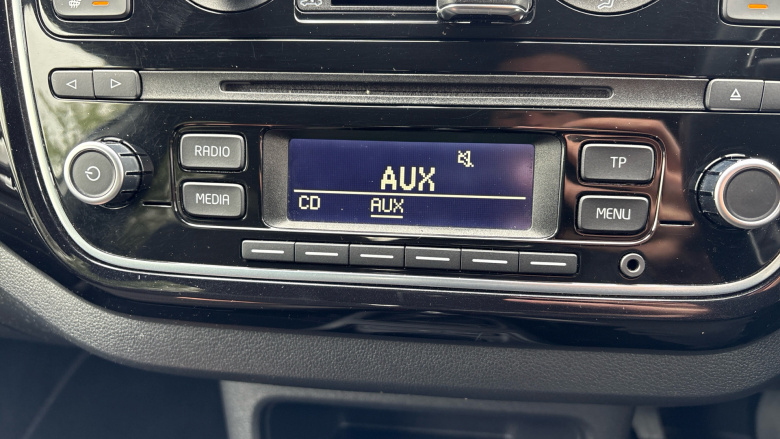 RADIO
AUX
TP
MEDIA
CD AUX
MENU